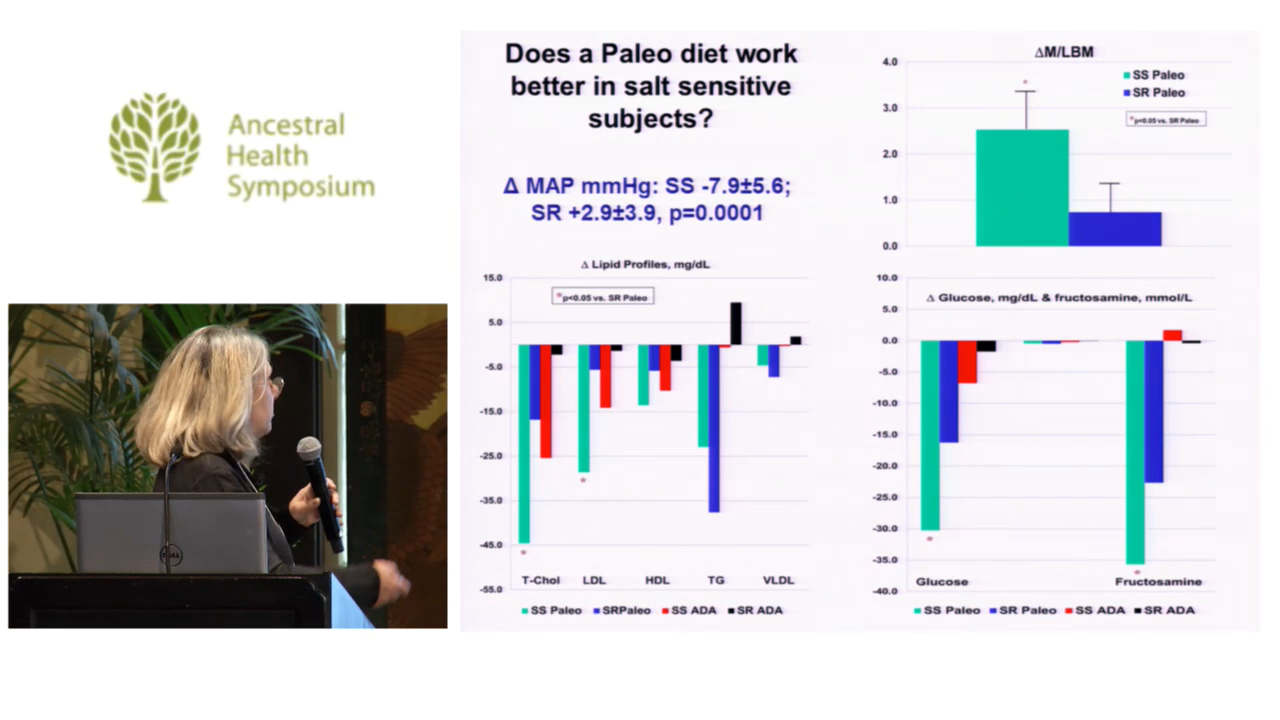 Ancestral
Health
Symposium
DELL
Does a Paleo diet work
better in salt sensitive
subjects?
Δ MAP mmHg: SS -7.9±5.6;
SR +2.9±3.9, p=0.0001
ΔM/LBM
4.0
3.0
2.0
1.0
0.0
*
SS Paleo
SR Paleo
*p<0.05 vs. SR Paleo
Δ Lipid Profiles, mg/dL
*p<0.05 vs. SR Paleo
15.0
5.0
-5.0
-15.0
-25.0
-35.0
-45.0
-55.0
*
*
T-Chol LDL HDL TG VLDL
SS Paleo SRPaleo SS ADA SR ADA
Δ Glucose, mg/dL & fructosamine, mmol/L
10.0
5.0
0.0
-5.0
-10.0
-15.0
-20.0
-25.0
-30.0
-35.0
-40.0
*
*
Glucose Fructosamine
SS Paleo SR Paleo SS ADA SR ADA